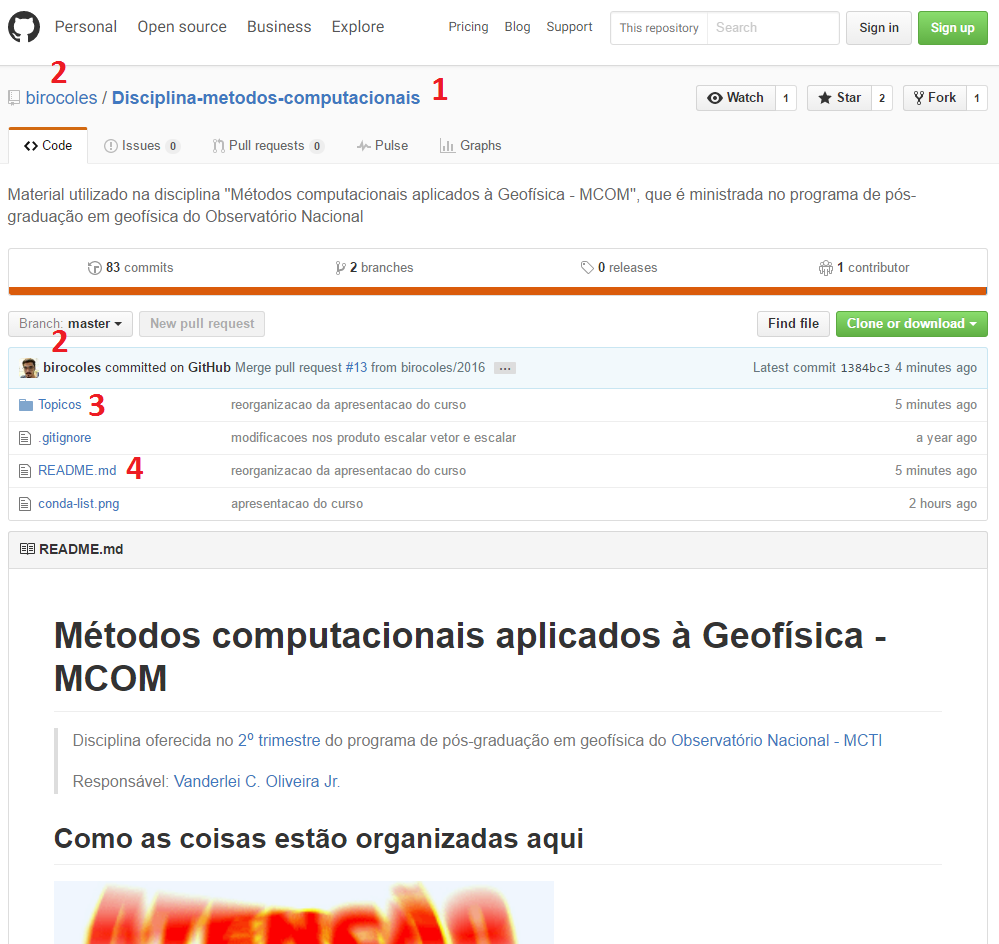 Personal Open source Business Explore Pricing Blog Support This repository Search Sign in Sign up
2
birocoles / Disciplina-metodos-computacionais 1 Watch 1 Star 2 Fork 1
Code Issues 0 Pull requests 0 Pulse Graphs
Material utilizado na disciplina "Métodos computacionais aplicados à Geofísica - MCOM", que é ministrada no programa de pós-
graduação em geofísica do Observatório Nacional
83 commits 2 branches 0 releases 1 contributor
Branch: master New pull request Find file Clone or download
2
birocoles committed on GitHub Merge pull request #13 from birocoles/2016 ... Latest commit 1384bc3 4 minutes ago
Topicos 3 reorganizacao da apresentacao do curso 5 minutes ago
.gitignore modificacoes nos produto escalar vetor e escalar a year ago
README.md 4 reorganizacao da apresentacao do curso 5 minutes ago
conda-list.png apresentacao do curso 2 hours ago
README.md
Métodos computacionais aplicados à Geofísica -
MCOM
Disciplina oferecida no 2º trimestre do programa de pós-graduação em geofísica do Observatório Nacional - MCTI
Responsável: Vanderlei C. Oliveira Jr.
Como as coisas estão organizadas aqui
ATENSÃO